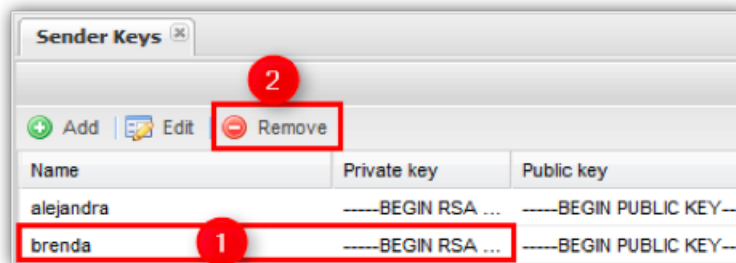 Sender Keys
2
Add Edit Remove
Name Private key Public key
alejandra -----BEGIN RSA ... -----BEGIN PUBLIC KEY--
brenda 1 -----BEGIN RSA ... -----BEGIN PUBLIC KEY--